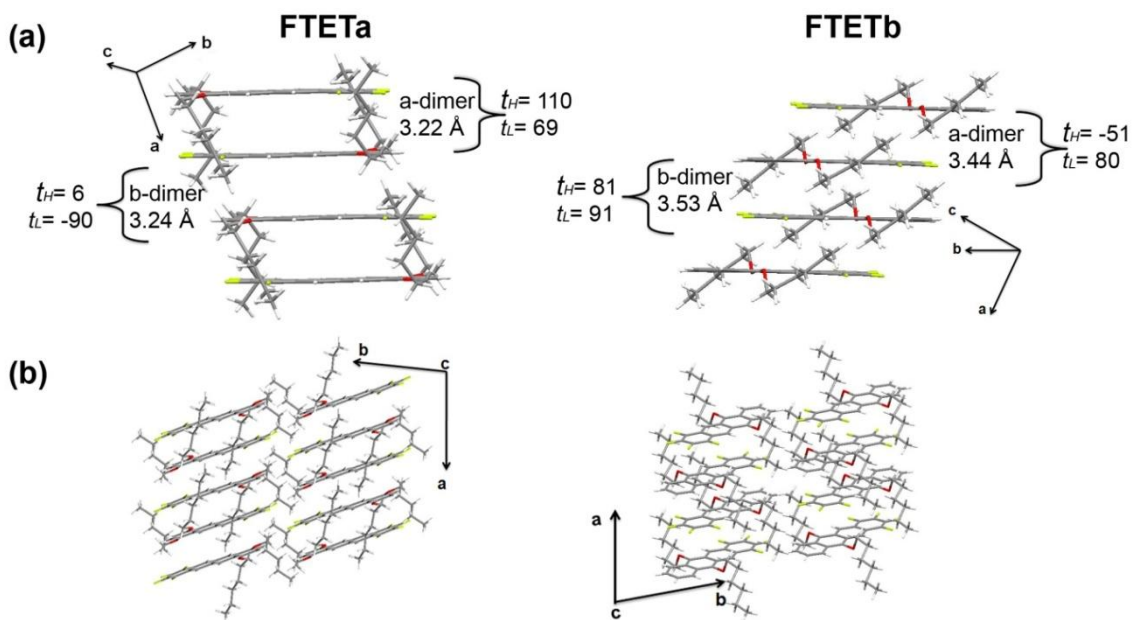 FTETa
FTETb
(a)
c
b
a
a-dimer
3.22 Å
tH= 110
tL= 69
tH= 6
tL= -90
b-dimer
3.24 Å
a-dimer
3.44 Å
tH= -51
tL= 80
tH= 81
tL= 91
b-dimer
3.53 Å
c
b
a
(b)
b
c
a
a
b
c